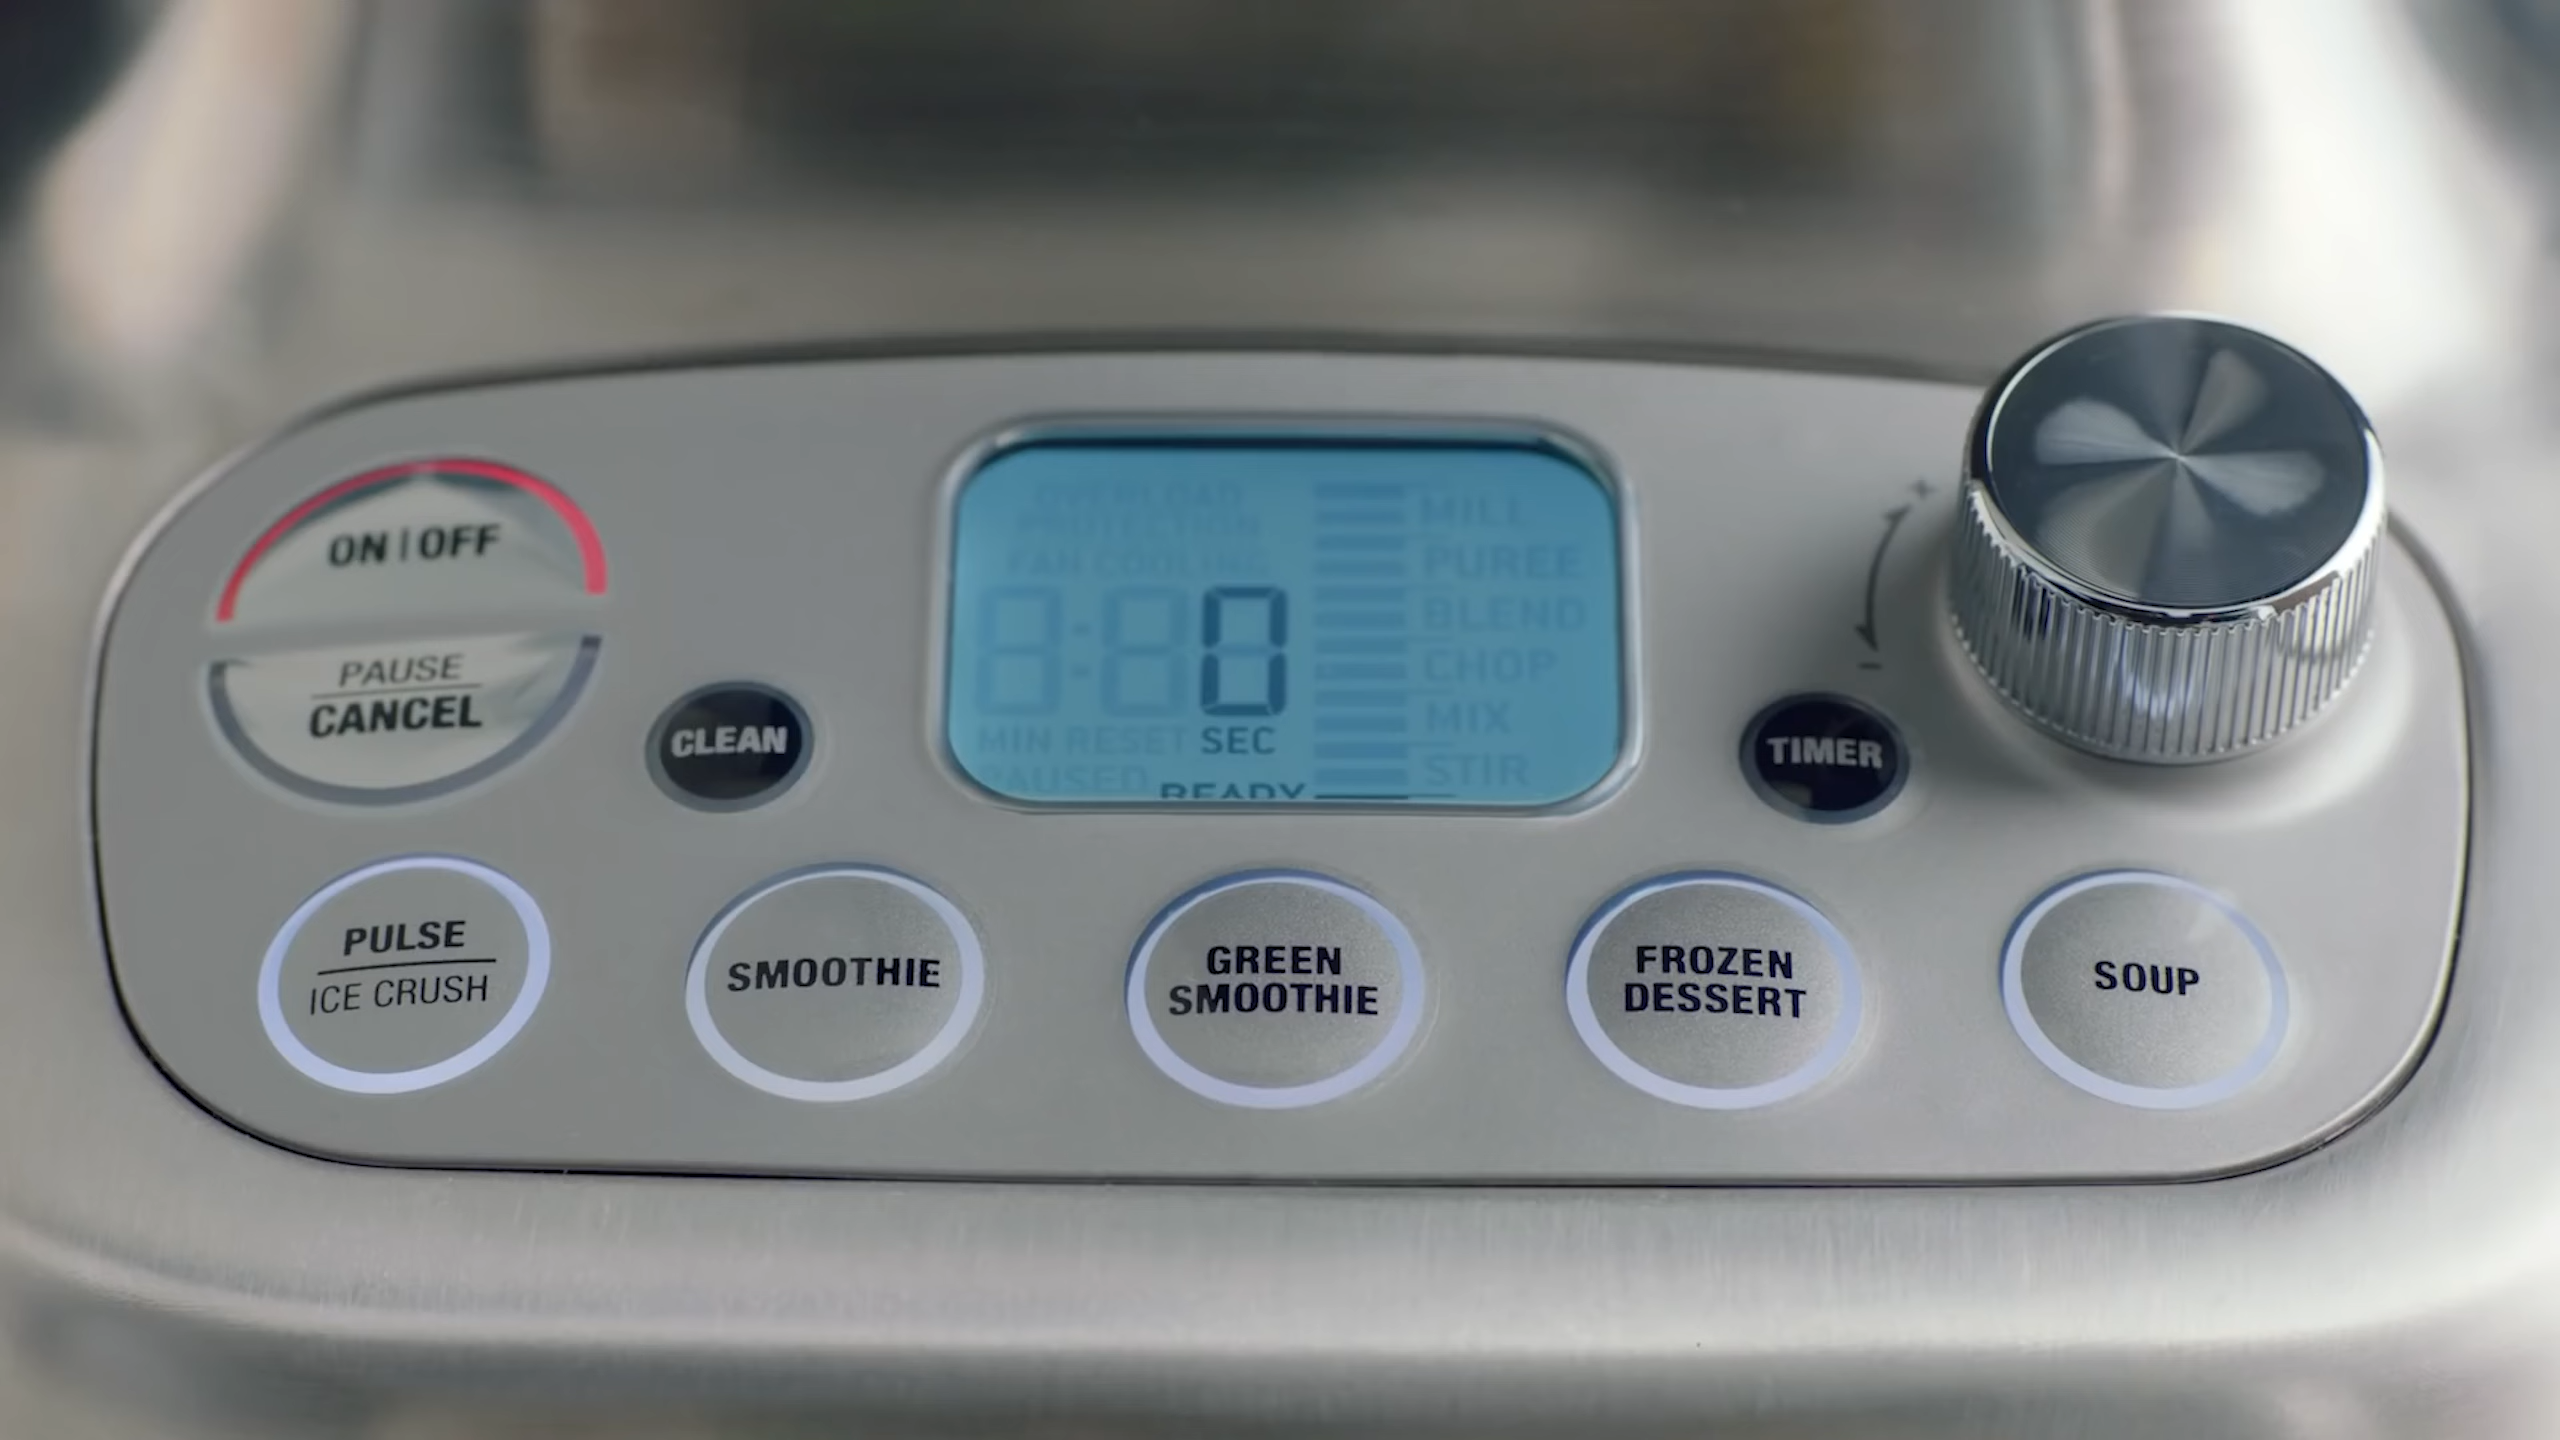 ON | OFF
PAUSE
CANCEL
CLEAN
OVERLOAD
PROTECTION
FAN COOLING
0
MIN RESET SEC
PAUSED READY
MILL
PUREE
BLEND
CHOP
MIX
STIR
+
-
TIMER
PULSE
ICE CRUSH
SMOOTHIE
GREEN
SMOOTHIE
FROZEN
DESSERT
SOUP